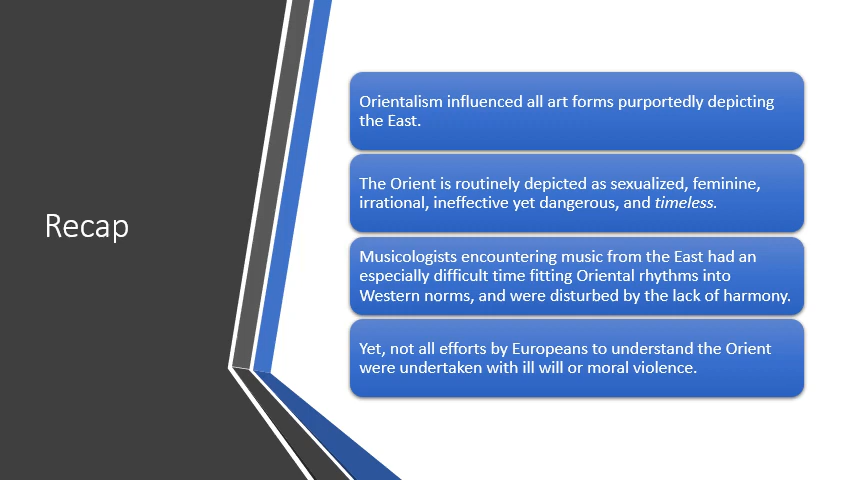 Recap
Orientalism influenced all art forms purportedly depicting
the East.
The Orient is routinely depicted as sexualized, feminine,
irrational, ineffective yet dangerous, and timeless.
Musicologists encountering music from the East had an
especially difficult time fitting Oriental rhythms into
Western norms, and were disturbed by the lack of harmony.
Yet, not all efforts by Europeans to understand the Orient
were undertaken with ill will or moral violence.